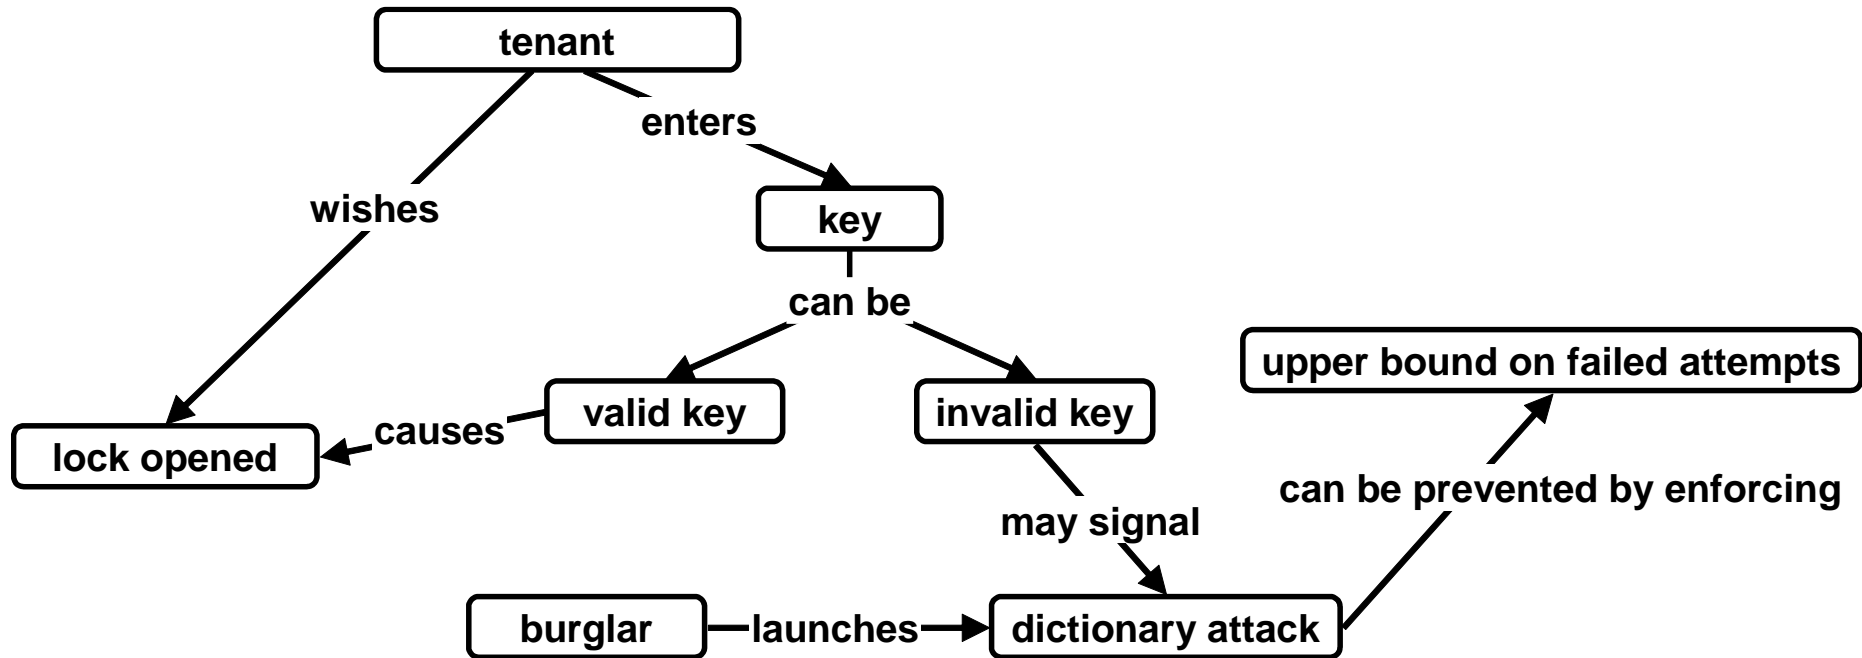 tenant
enters
wishes
key
can be
upper bound on failed attempts
valid key
invalid key
causes
lock opened
can be prevented by enforcing
may signal
burglar
launches
dictionary attack